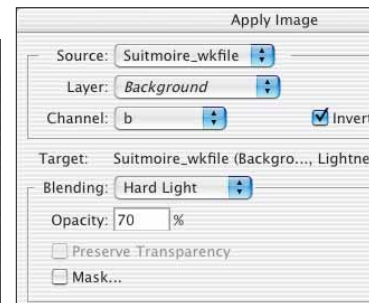 Apply Image
Source: Suitmoire_wkfile
Layer: Background
Channel: b Invert
Target: Suitmoire_wkfile (Backgro..., Lightne
Blending: Hard Light
Opacity: 70 %
Preserve Transparency
Mask...